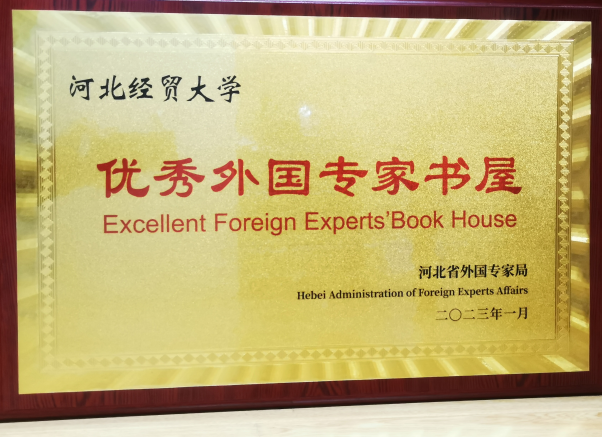 河北经贸大学
优秀外国专家书屋
Excellent Foreign Experts'Book House
河北省外国专家局
Hebei Administration of Foreign Experts Affairs
二〇二三年一月